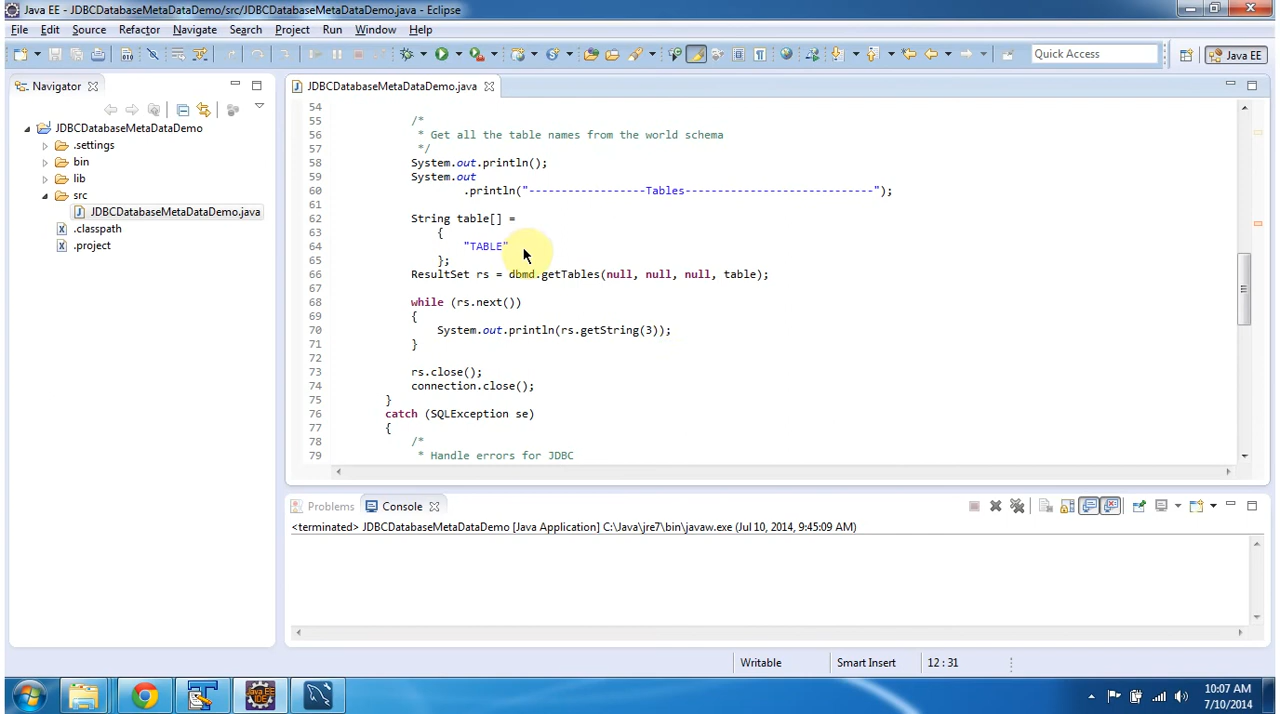 Java EE - JDBCDatabaseMetaDataDemo/src/JDBCDatabaseMetaDataDemo.java - Eclipse
File Edit Source Refactor Navigate Search Project Run Window Help
Quick Access
Java EE
Navigator
JDBCDatabaseMetaDataDemo.java
JDBCDatabaseMetaDataDemo
.settings
bin
lib
src
JDBCDatabaseMetaDataDemo.java
.classpath
.project
54
55 /*
56 * Get all the table names from the world schema
57 */
58 System.out.println();
59 System.out
60 .println("------------------Tables-----------------------------");
61
62 String table[] =
63 {
64 "TABLE"
65 };
66 ResultSet rs = dbmd.getTables(null, null, null, table);
67
68 while (rs.next())
69 {
70 System.out.println(rs.getString(3));
71 }
72
73 rs.close();
74 connection.close();
75 }
76 catch (SQLException se)
77 {
78 /*
79 * Handle errors for JDBC
Problems Console
<terminated> JDBCDatabaseMetaDataDemo [Java Application] C:\Java\jre7\bin\javaw.exe (Jul 10, 2014, 9:45:09 AM)
Writable Smart Insert 12 : 31
Java EE
IDE
10:07 AM
7/10/2014